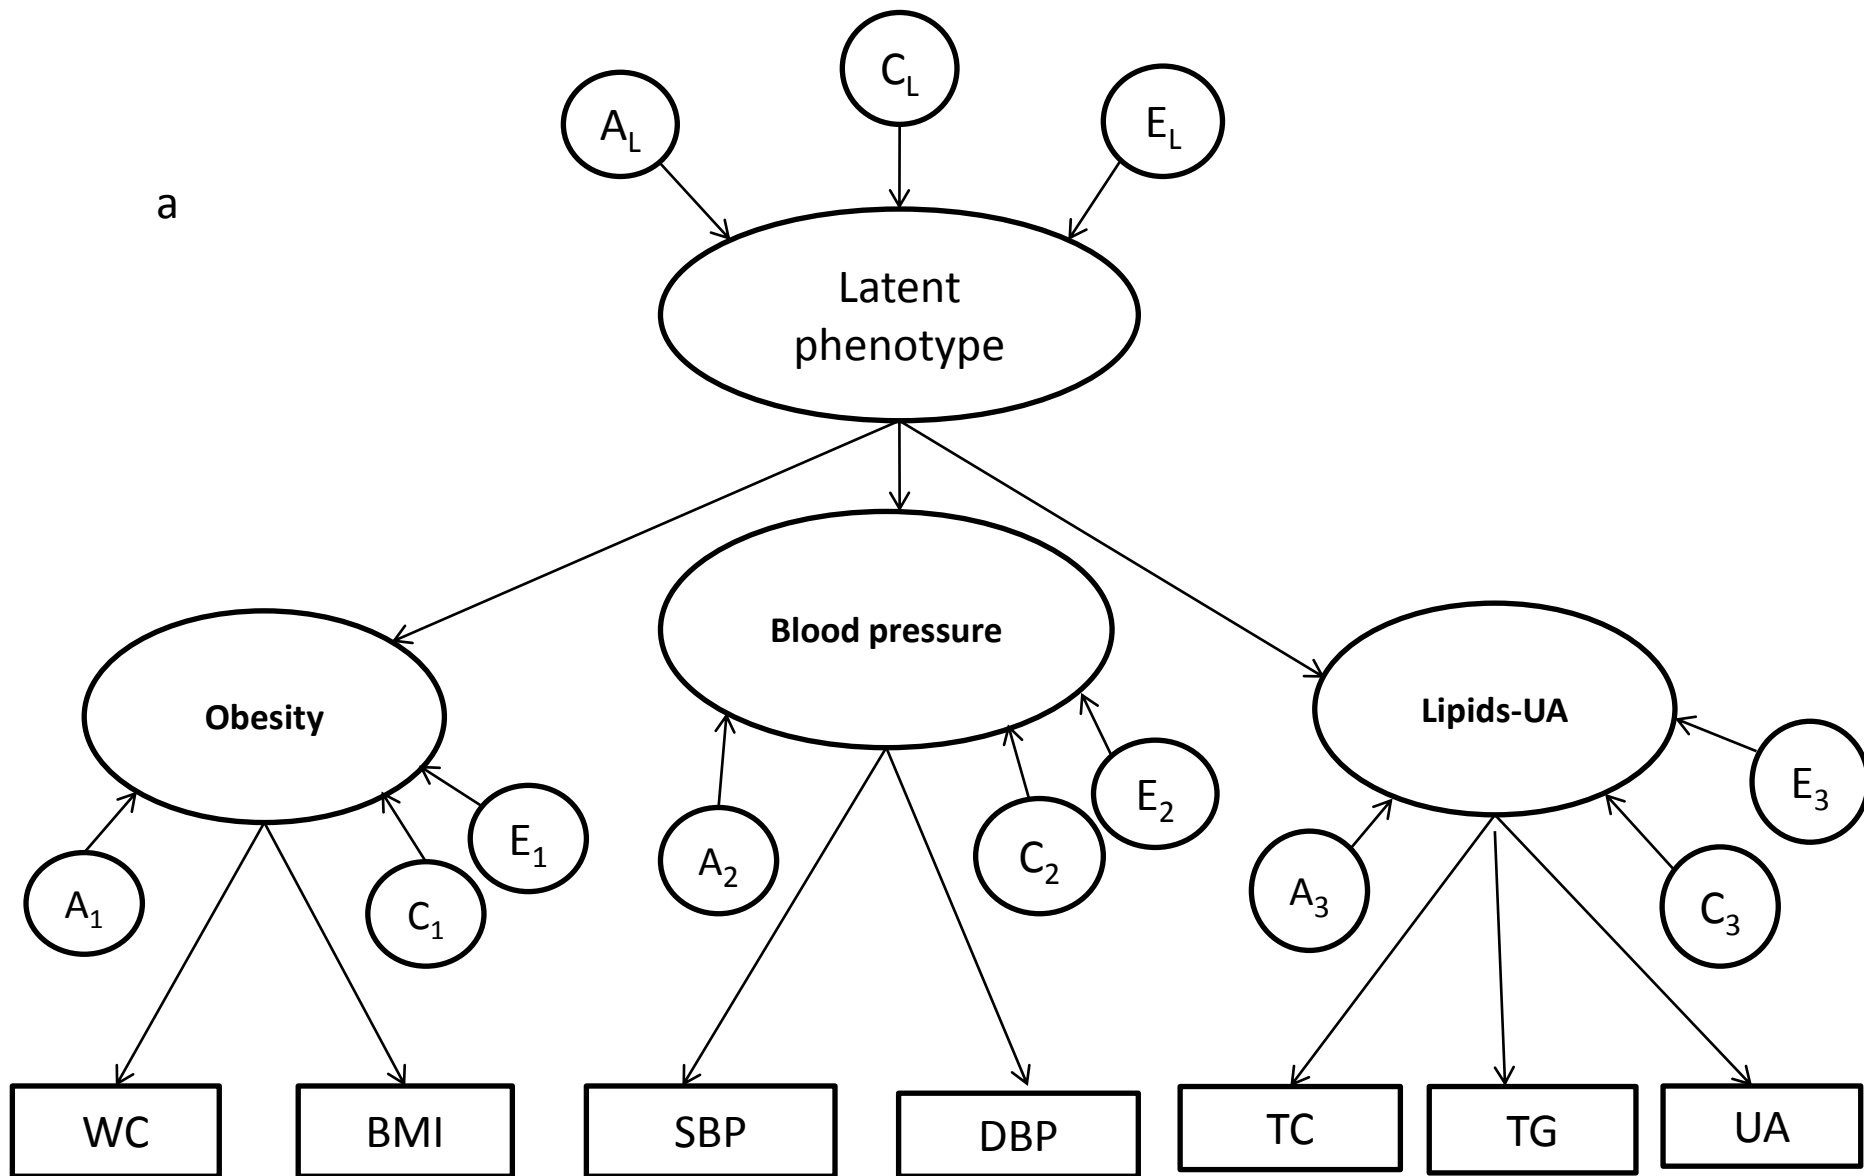 C_L
A_L
E_L
a
Latent
phenotype
Blood pressure
Obesity
Lipids-UA
E_3
E_2
E_1
C_2
A_2
A_3
A_1
C_1
C_3
WC
BMI
SBP
DBP
TC
TG
UA